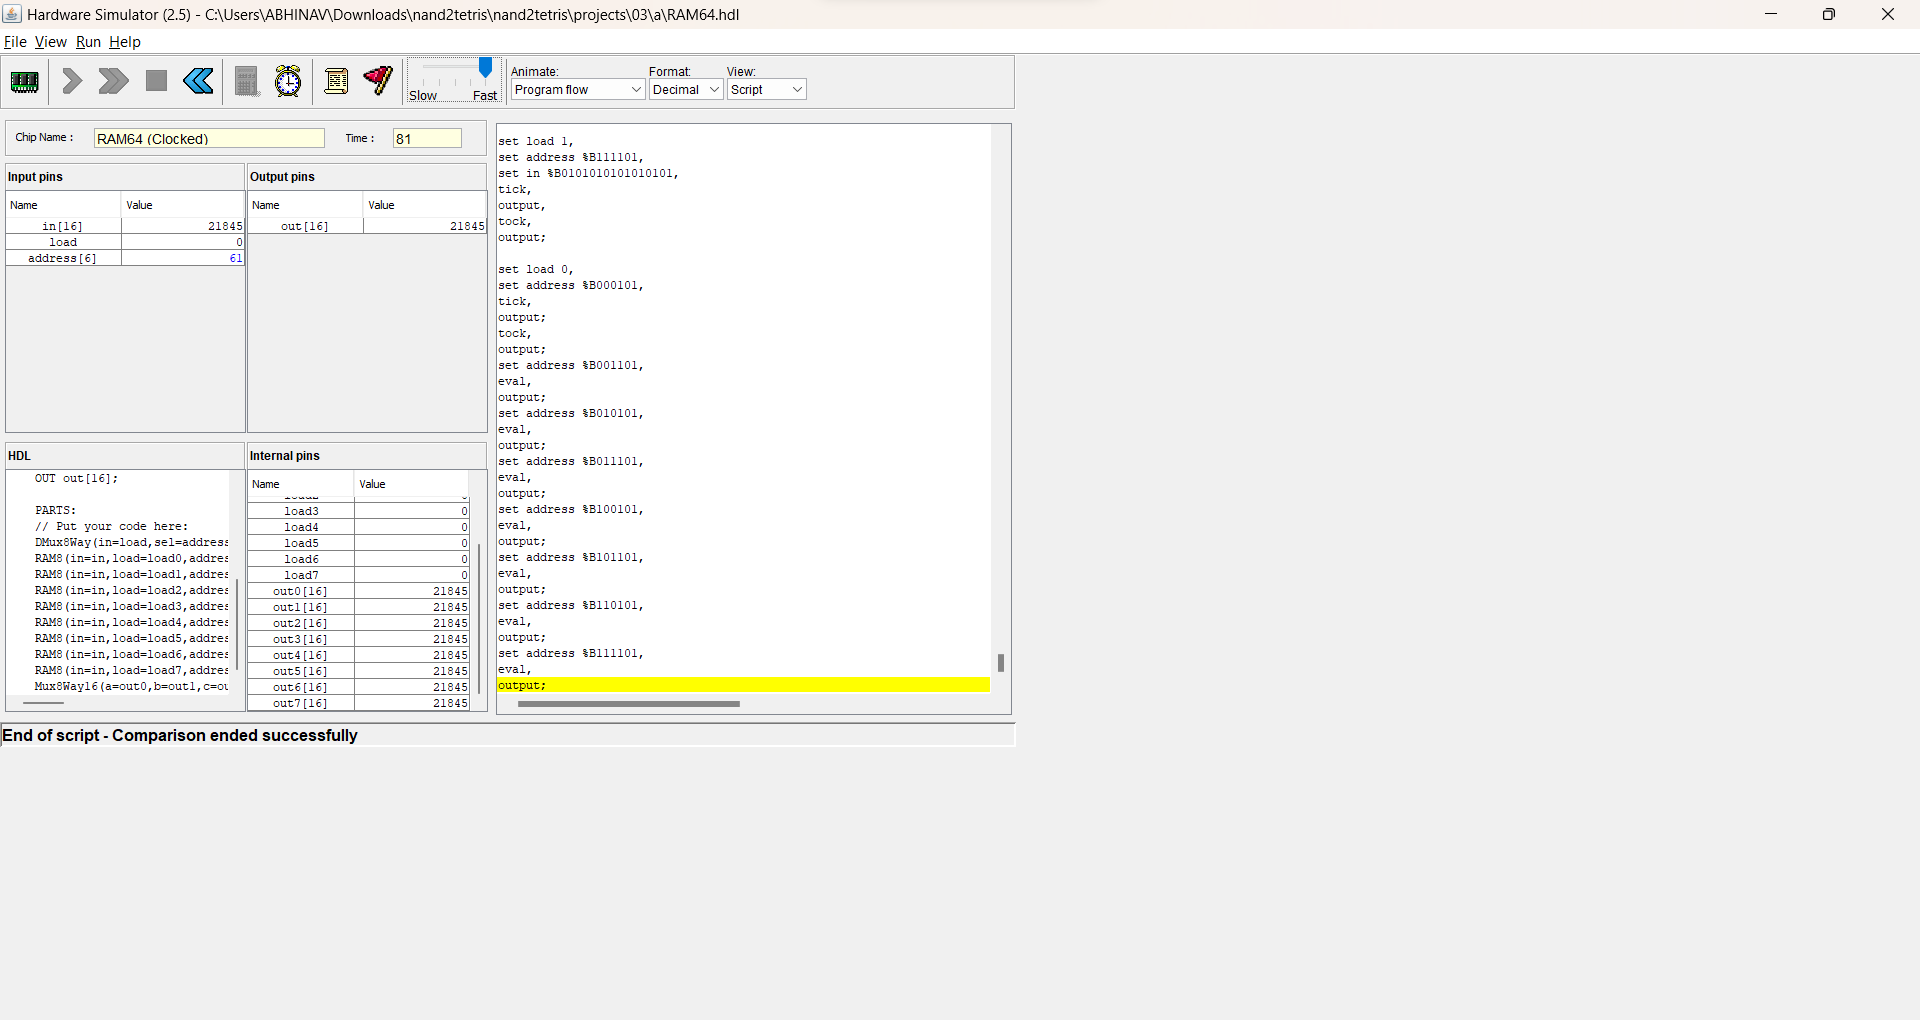 Hardware Simulator (2.5) - C:\Users\ABHINAV\Downloads\nand2tetris\nand2tetris\projects\03\a\RAM64.hdl
File View Run Help
Slow Fast
Animate: Format: View:
Program flow Decimal Script
Chip Name : RAM64 (Clocked) Time : 81
Input pins
Name Value
in[16] 21845
load 0
address[6] 61
Output pins
Name Value
out[16] 21845
HDL
OUT out[16];
PARTS:
// Put your code here:
DMux8Way(in=load,sel=address
RAM8(in=in,load=load0,addres
RAM8(in=in,load=load1,addres
RAM8(in=in,load=load2,addres
RAM8(in=in,load=load3,addres
RAM8(in=in,load=load4,addres
RAM8(in=in,load=load5,addres
RAM8(in=in,load=load6,addres
RAM8(in=in,load=load7,addres
Mux8Way16(a=out0,b=out1,c=ou
Internal pins
Name Value
load3 0
load4 0
load5 0
load6 0
load7 0
out0[16] 21845
out1[16] 21845
out2[16] 21845
out3[16] 21845
out4[16] 21845
out5[16] 21845
out6[16] 21845
out7[16] 21845
set load 1,
set address %B111101,
set in %B0101010101010101,
tick,
output,
tock,
output;
set load 0,
set address %B000101,
tick,
output;
tock,
output;
set address %B001101,
eval,
output;
set address %B010101,
eval,
output;
set address %B011101,
eval,
output;
set address %B100101,
eval,
output;
set address %B101101,
eval,
output;
set address %B110101,
eval,
output;
set address %B111101,
eval,
output;
End of script - Comparison ended successfully